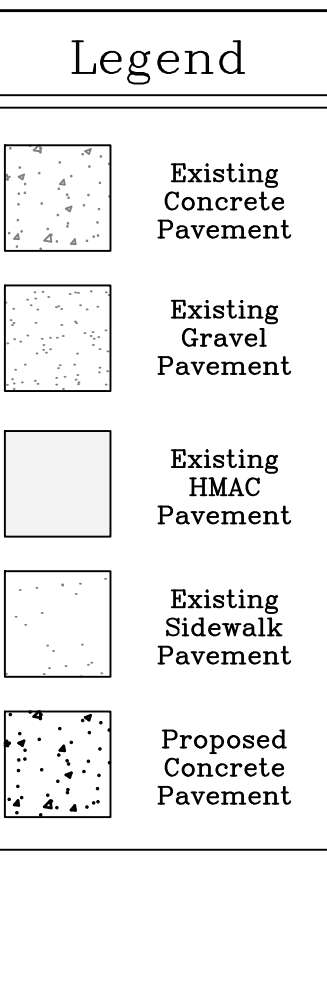 Legend
Existing
Concrete
Pavement
Existing
Gravel
Pavement
Existing
HMAC
Pavement
Existing
Sidewalk
Pavement
Proposed
Concrete
Pavement